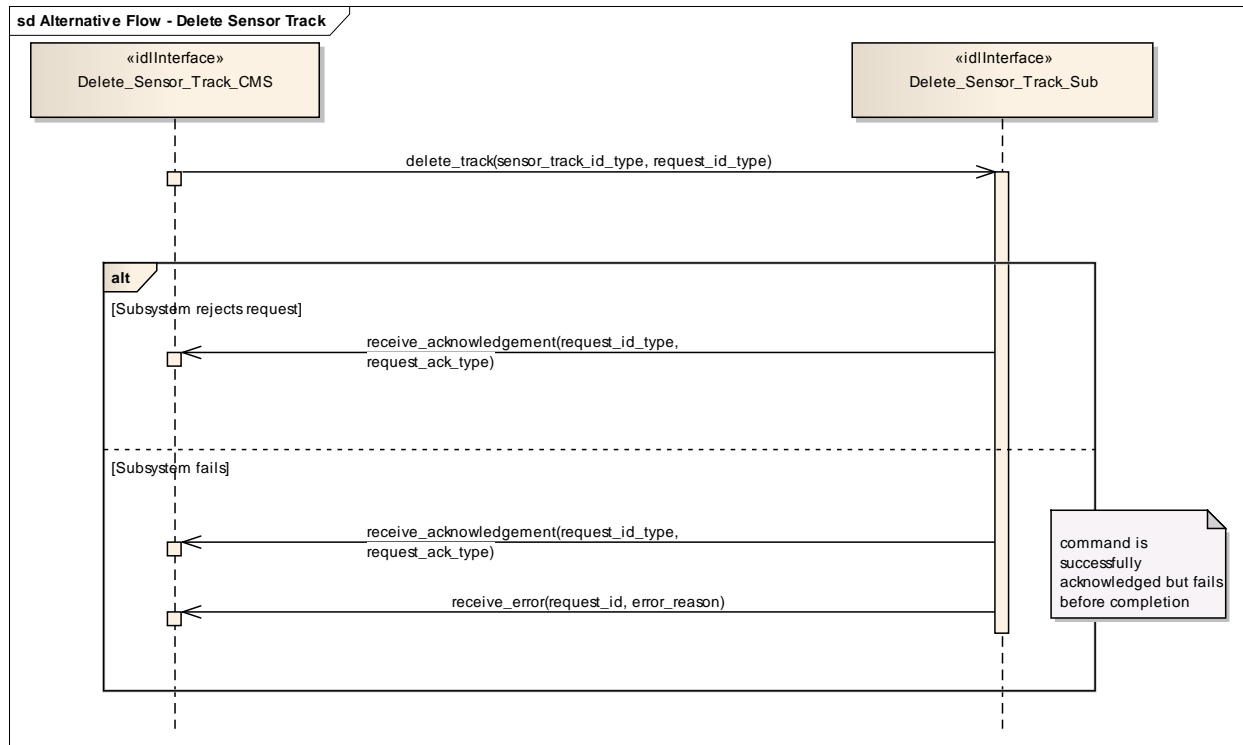 sd Alternative Flow - Delete Sensor Track
«idlInterface»
Delete_Sensor_Track_CMS
«idlInterface»
Delete_Sensor_Track_Sub
delete_track(sensor_track_id_type, request_id_type)
alt
[Subsystem rejects request]
receive_acknowledgement(request_id_type,
request_ack_type)
[Subsystem fails]
receive_acknowledgement(request_id_type,
request_ack_type)
command is
successfully
acknowledged but fails
before completion
receive_error(request_id, error_reason)